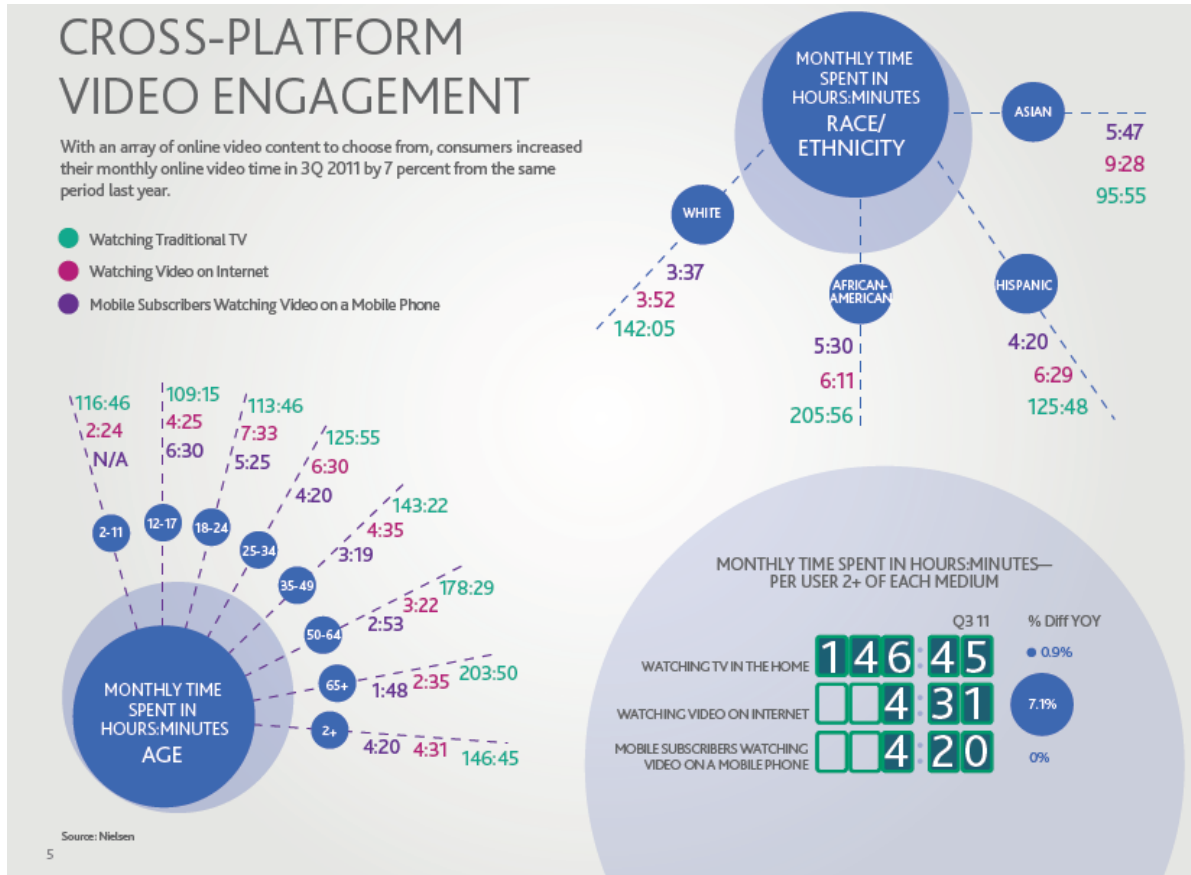 CROSS-PLATFORM
VIDEO ENGAGEMENT
With an array of online video content to choose from, consumers increased
their monthly online video time in 3Q 2011 by 7 percent from the same
period last year.
Watching Traditional TV
Watching Video on Internet
Mobile Subscribers Watching Video on a Mobile Phone
MONTHLY TIME
SPENT IN
HOURS:MINUTES
RACE/
ETHNICITY
WHITE
3:37
3:52
142:05
AFRICAN-
AMERICAN
5:30
6:11
205:56
HISPANIC
4:20
6:29
125:48
ASIAN
5:47
9:28
95:55
116:46
2:24
N/A
2-11
109:15
4:25
6:30
12-17
113:46
7:33
5:25
18-24
125:55
6:30
4:20
25-34
143:22
4:35
3:19
35-49
178:29
3:22
2:53
50-64
65+
1:48 2:35 203:50
2+
4:20 4:31 146:45
MONTHLY TIME
SPENT IN
HOURS:MINUTES
AGE
MONTHLY TIME SPENT IN HOURS:MINUTES—
PER USER 2+ OF EACH MEDIUM
Q3 11 % Diff YOY
WATCHING TV IN THE HOME 146:45 0.9%
WATCHING VIDEO ON INTERNET 4:31 7.1%
MOBILE SUBSCRIBERS WATCHING
VIDEO ON A MOBILE PHONE 4:20 0%
Source: Nielsen
5